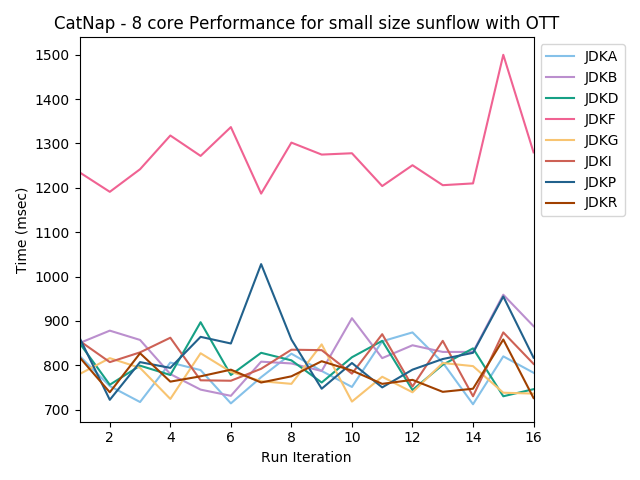 CatNap - 8 core Performance for small size sunflow with OTT
1500
1400
1300
1200
1100
1000
900
800
700
Time (msec)
2 4 6 8 10 12 14 16
Run Iteration
JDKA
JDKB
JDKD
JDKF
JDKG
JDKI
JDKP
JDKR